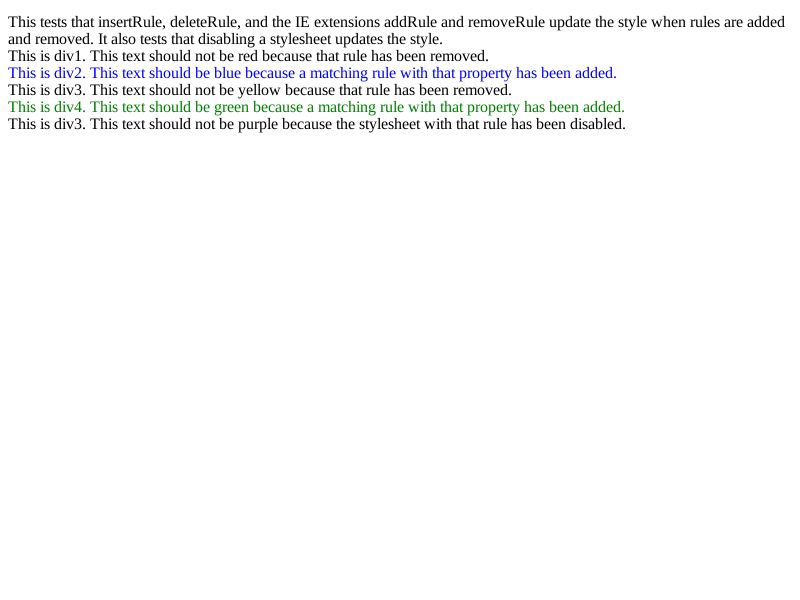 This tests that insertRule, deleteRule, and the IE extensions addRule and removeRule update the style when rules are added
and removed. It also tests that disabling a stylesheet updates the style.
This is div1. This text should not be red because that rule has been removed.
This is div2. This text should be blue because a matching rule with that property has been added.
This is div3. This text should not be yellow because that rule has been removed.
This is div4. This text should be green because a matching rule with that property has been added.
This is div3. This text should not be purple because the stylesheet with that rule has been disabled.